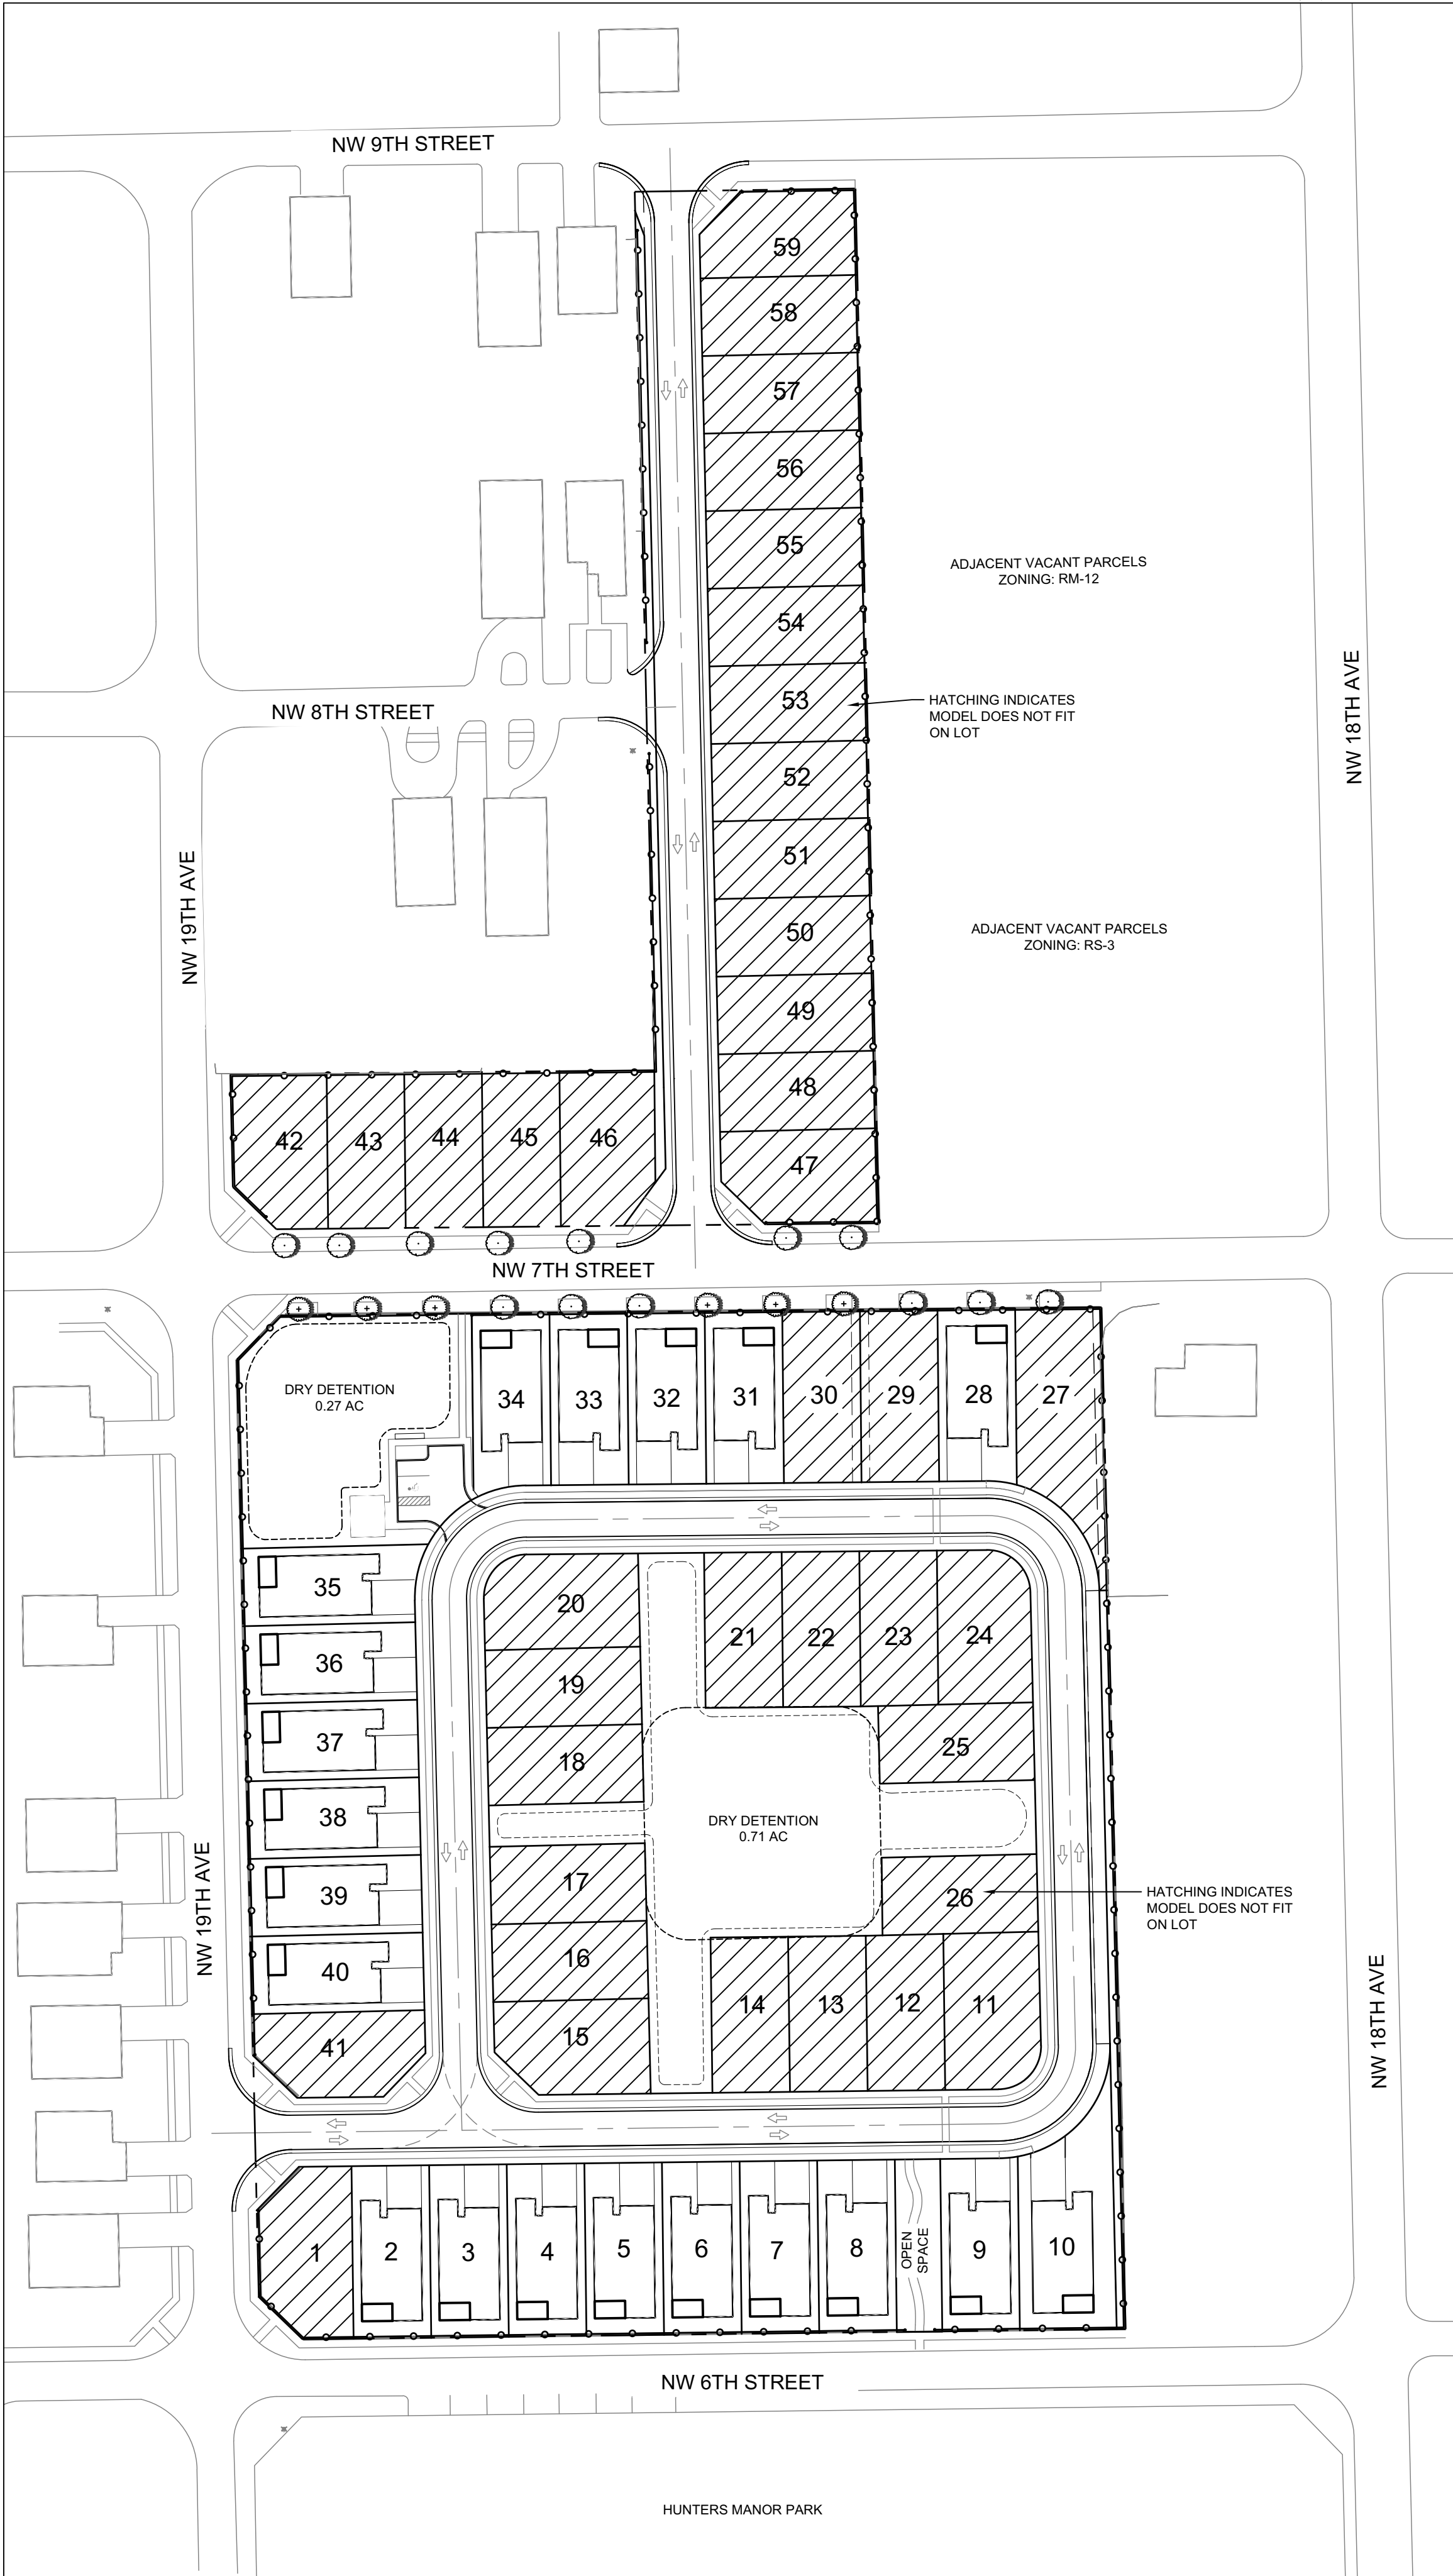 NW 9TH STREET
59
58
57
56
55
ADJACENT VACANT PARCELS
ZONING: RM-12
54
NW 18TH AVE
53
HATCHING INDICATES
MODEL DOES NOT FIT
ON LOT
NW 8TH STREET
52
51
NW 19TH AVE
50
ADJACENT VACANT PARCELS
ZONING: RS-3
49
48
42
43
44
45
46
47
NW 7TH STREET
DRY DETENTION
0.27 AC
34
33
32
31
30
29
28
27
35
20
36
21
22
23
24
19
37
18
25
38
DRY DETENTION
0.71 AC
39
17
26
HATCHING INDICATES
MODEL DOES NOT FIT
ON LOT
NW 19TH AVE
40
16
14
13
12
11
41
15
NW 18TH AVE
1
2
3
4
5
6
7
8
OPEN
SPACE
9
10
NW 6TH STREET
HUNTERS MANOR PARK